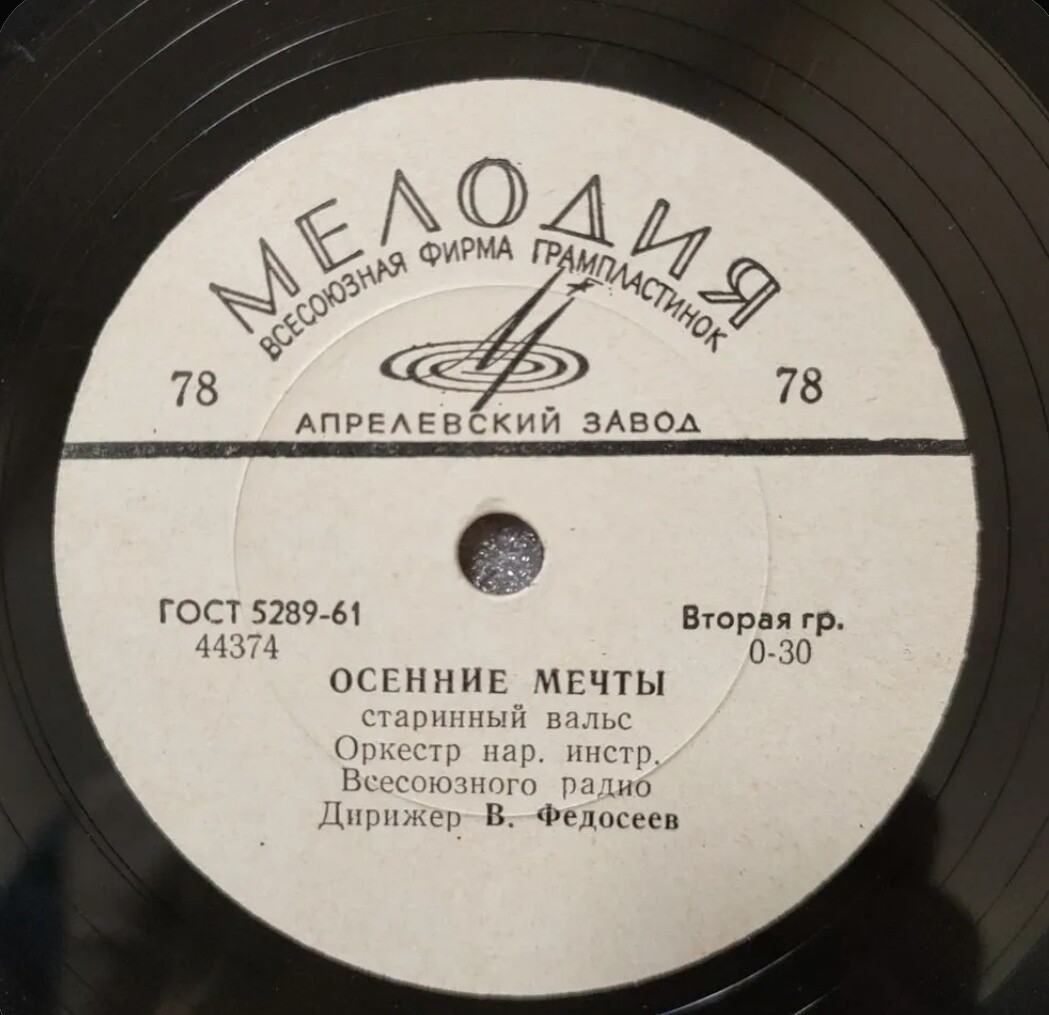 МЕЛОДИЯ
ВСЕСОЮЗНАЯ ФИРМА ГРАМПЛАСТИНОК
78 78
АПРЕЛЕВСКИЙ ЗАВОД
ГОСТ 5289-61 Вторая гр.
44374 0-30
ОСЕННИЕ МЕЧТЫ
старинный вальс
Оркестр нар. инстр.
Всесоюзного радио
Дирижер В. Федосеев